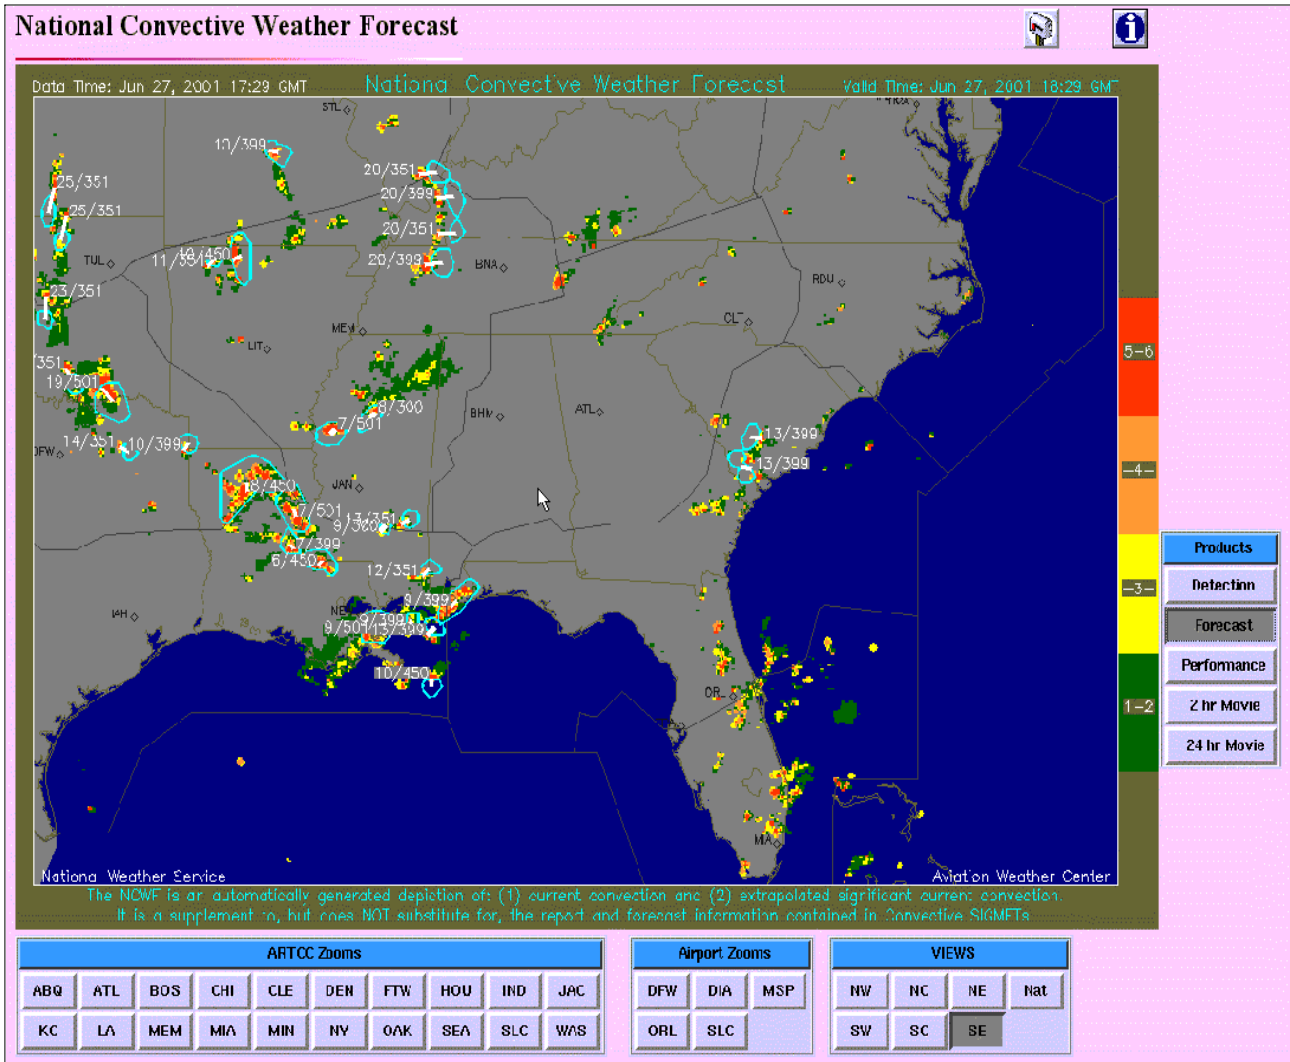 National Convective Weather Forecast
Data Time: Jun 27, 2001 17:29 GMT
National Convective Weather Forecast
Valid Time: Jun 27, 2001 18:29 GMT
STL
10/399
20/351
25/351
20/399
25/351
20/351
TUL
20/399
BNA
RDU
23/351
MEM
CLT
LIT
5-6
/351
19/501
8/300
7/501
BHM
ATL
14/351
10/399
13/399
13/399
-4-
8/450
JAN
7/501
13/351
7/399
6/450
12/351
Products
Detection
-3-
9/399
IAH
9/399
9/501
13/399
Forecast
Performance
10/450
ORL
1-2
2 hr Movie
24 hr Movie
MIA
National Weather Service
Aviation Weather Center
The NCWF is an automatically generated depiction of: (1) current convection and (2) extrapolated significant current convection.
It is a supplement to, but does NOT substitute for, the report and forecast information contained in Convective SIGMETs
ARTCC Zooms
ABQ ATL BOS CHI CLE DEN FTW HOU IND JAC
KC LA MEM MIA MIN NY OAK SEA SLC WAS
Airport Zooms
DFW DIA MSP
ORL SLC
VIEWS
NW NC NE Nat
SW SC SE